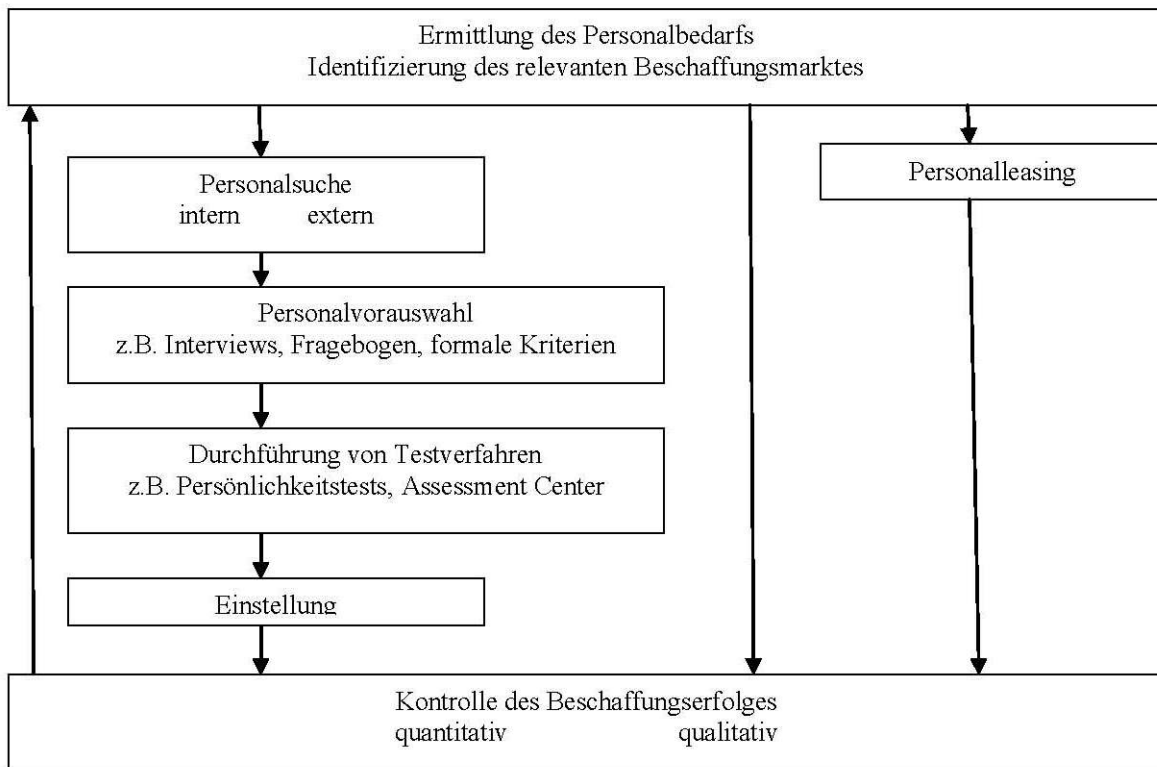 Ermittlung des Personalbedarfs
Identifizierung des relevanten Beschaffungsmarktes
Personalsuche
intern extern
Personalleasing
Personalvorauswahl
z.B. Interviews, Fragebogen, formale Kriterien
Durchführung von Testverfahren
z.B. Persönlichkeitstests, Assessment Center
Einstellung
Kontrolle des Beschaffungserfolges
quantitativ qualitativ